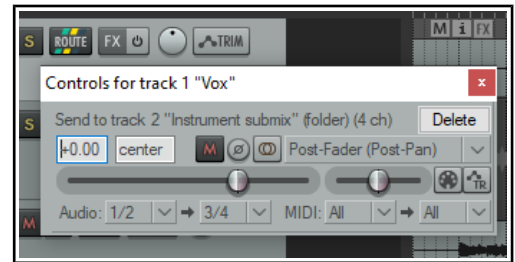 S ROUTE FX TRIM M i FX
Controls for track 1 "Vox" x
Send to track 2 "Instrument submix" (folder) (4 ch) Delete
S
+0.00 center M Post-Fader (Post-Pan)
TR
Audio: 1/2 3/4 MIDI: All All
M